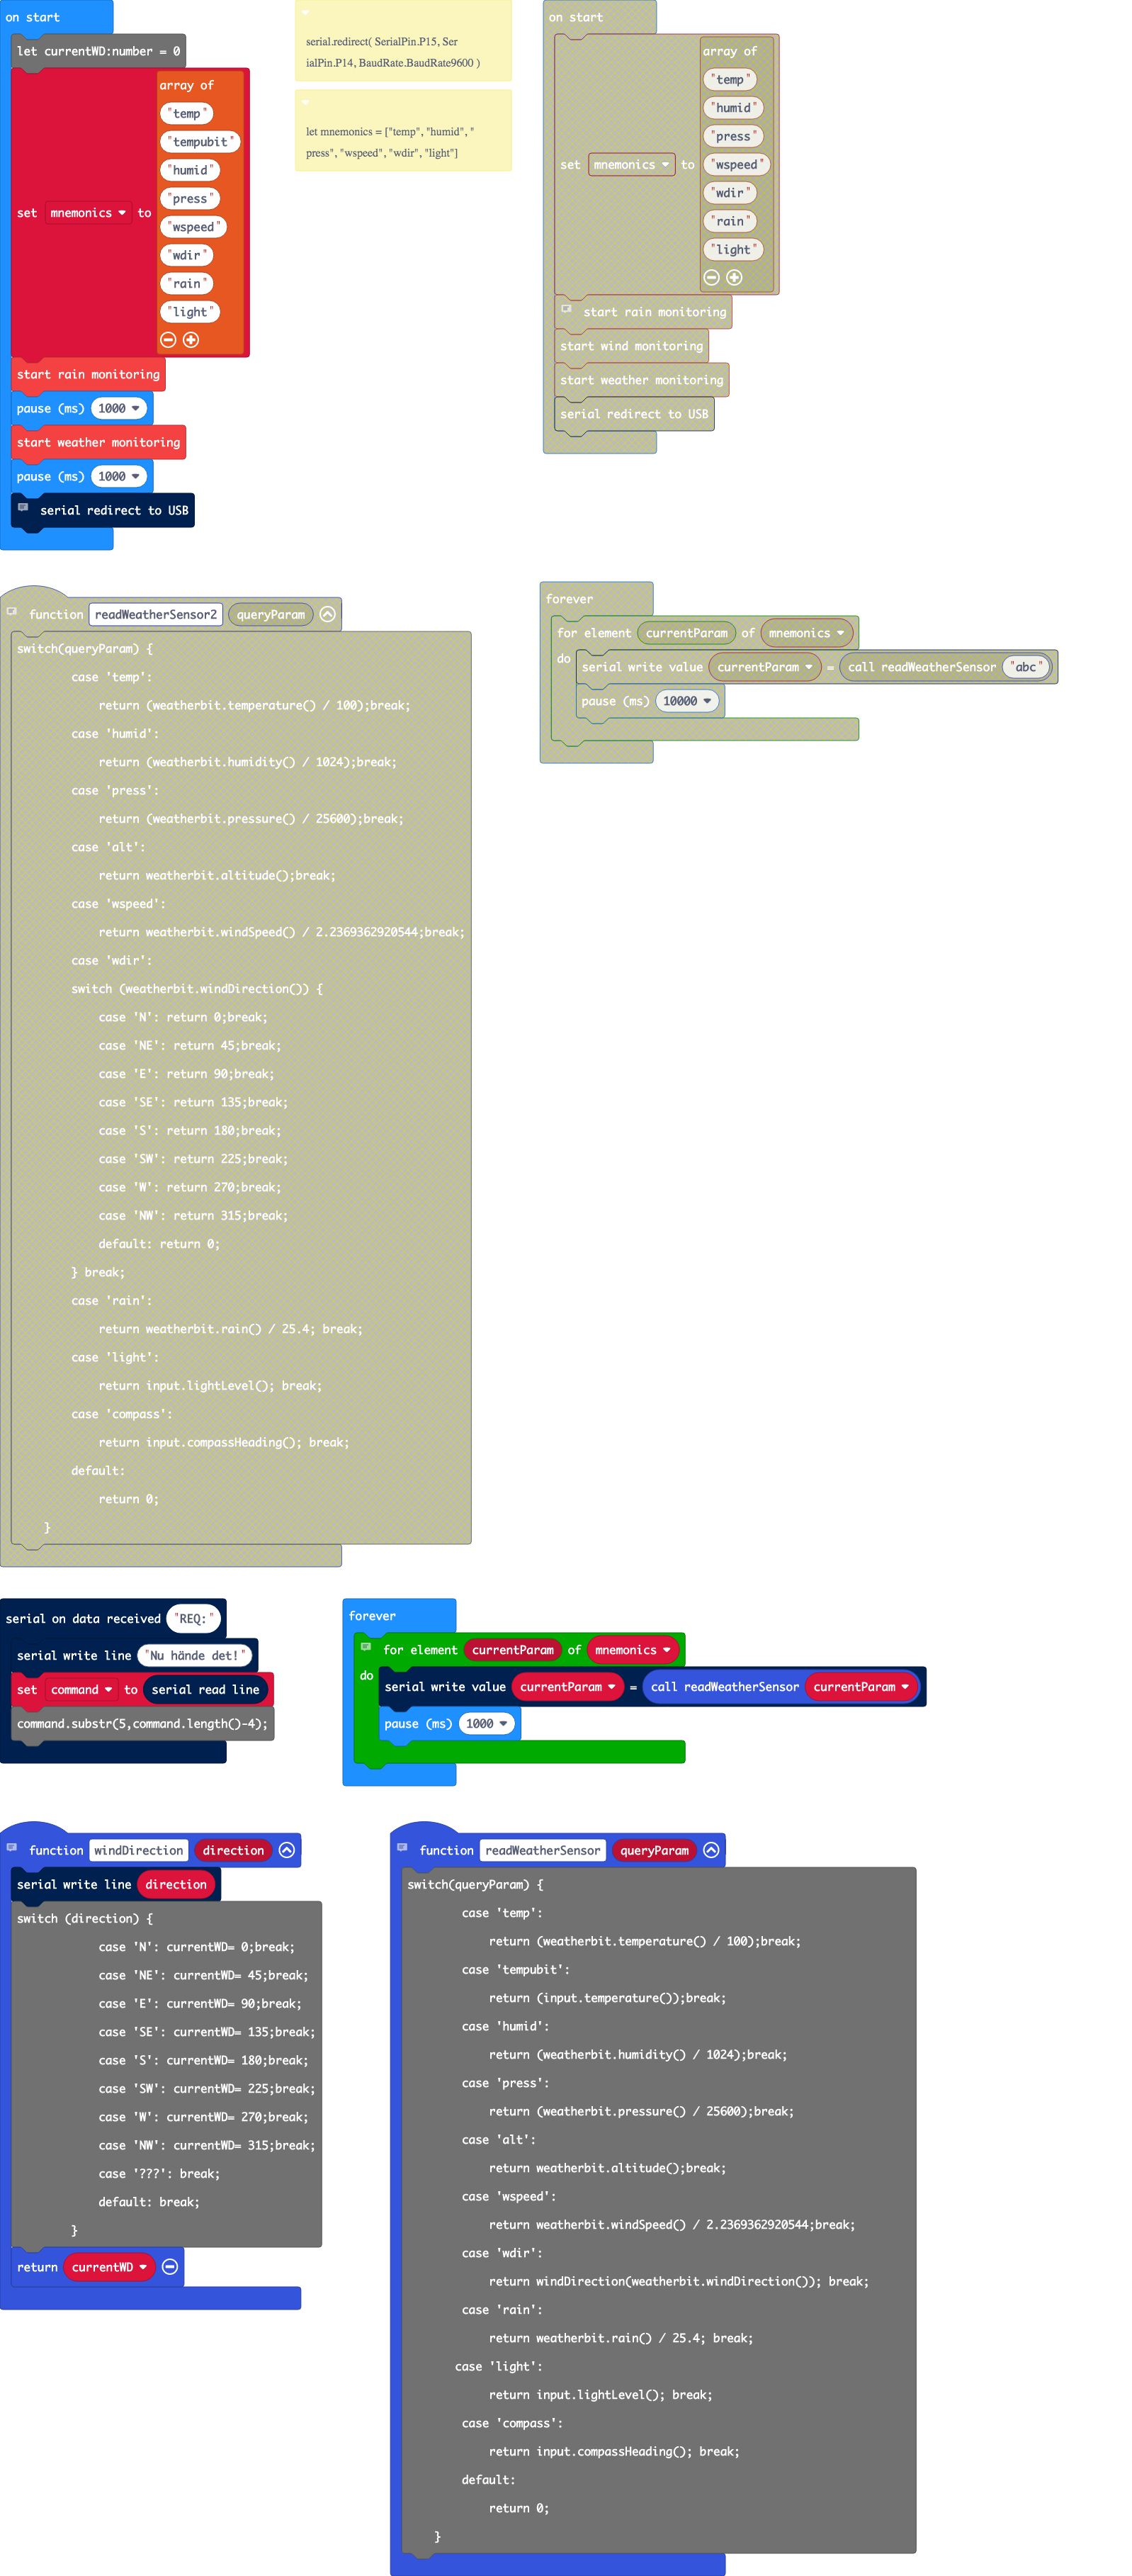 on start
let currentWD:number = 0
set mnemonics to
array of
"temp"
"tempubit"
"humid"
"press"
"wspeed"
"wdir"
"rain"
"light"
start rain monitoring
pause (ms) 1000
start weather monitoring
pause (ms) 1000
serial redirect to USB
serial.redirect( SerialPin.P15, Ser
ialPin.P14, BaudRate.BaudRate9600 )
let mnemonics = ["temp", "humid", "
press", "wspeed", "wdir", "light"]
on start
set mnemonics to
array of
"temp"
"humid"
"press"
"wspeed"
"wdir"
"rain"
"light"
start rain monitoring
start wind monitoring
start weather monitoring
serial redirect to USB
function readWeatherSensor2 queryParam
switch(queryParam) {
case 'temp':
return (weatherbit.temperature() / 100);break;
case 'humid':
return (weatherbit.humidity() / 1024);break;
case 'press':
return (weatherbit.pressure() / 25600);break;
case 'alt':
return weatherbit.altitude();break;
case 'wspeed':
return weatherbit.windSpeed() / 2.2369362920544;break;
case 'wdir':
switch (weatherbit.windDirection()) {
case 'N': return 0;break;
case 'NE': return 45;break;
case 'E': return 90;break;
case 'SE': return 135;break;
case 'S': return 180;break;
case 'SW': return 225;break;
case 'W': return 270;break;
case 'NW': return 315;break;
default: return 0;
} break;
case 'rain':
return weatherbit.rain() / 25.4; break;
case 'light':
return input.lightLevel(); break;
case 'compass':
return input.compassHeading(); break;
default:
return 0;
}
forever
for element currentParam of mnemonics
do
serial write value currentParam = call readWeatherSensor "abc"
pause (ms) 10000
serial on data received "REQ:"
serial write line "Nu hände det!"
set command to serial read line
command.substr(5,command.length()-4);
forever
for element currentParam of mnemonics
do
serial write value currentParam = call readWeatherSensor currentParam
pause (ms) 1000
function windDirection direction
serial write line direction
switch (direction) {
case 'N': currentWD= 0;break;
case 'NE': currentWD= 45;break;
case 'E': currentWD= 90;break;
case 'SE': currentWD= 135;break;
case 'S': currentWD= 180;break;
case 'SW': currentWD= 225;break;
case 'W': currentWD= 270;break;
case 'NW': currentWD= 315;break;
case '???': break;
default: break;
}
return currentWD
function readWeatherSensor queryParam
switch(queryParam) {
case 'temp':
return (weatherbit.temperature() / 100);break;
case 'tempubit':
return (input.temperature());break;
case 'humid':
return (weatherbit.humidity() / 1024);break;
case 'press':
return (weatherbit.pressure() / 25600);break;
case 'alt':
return weatherbit.altitude();break;
case 'wspeed':
return weatherbit.windSpeed() / 2.2369362920544;break;
case 'wdir':
return windDirection(weatherbit.windDirection()); break;
case 'rain':
return weatherbit.rain() / 25.4; break;
case 'light':
return input.lightLevel(); break;
case 'compass':
return input.compassHeading(); break;
default:
return 0;
}